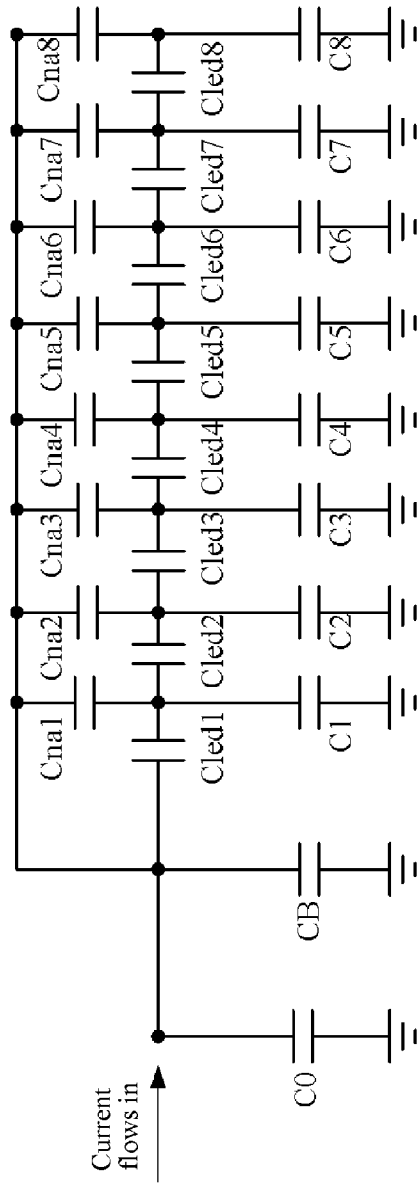 Current
flows in
C0
CB
Cna1
Cna2
Cna3
Cna4
Cna5
Cna6
Cna7
Cna8
Cled1
Cled2
Cled3
Cled4
Cled5
Cled6
Cled7
Cled8
C1
C2
C3
C4
C5
C6
C7
C8